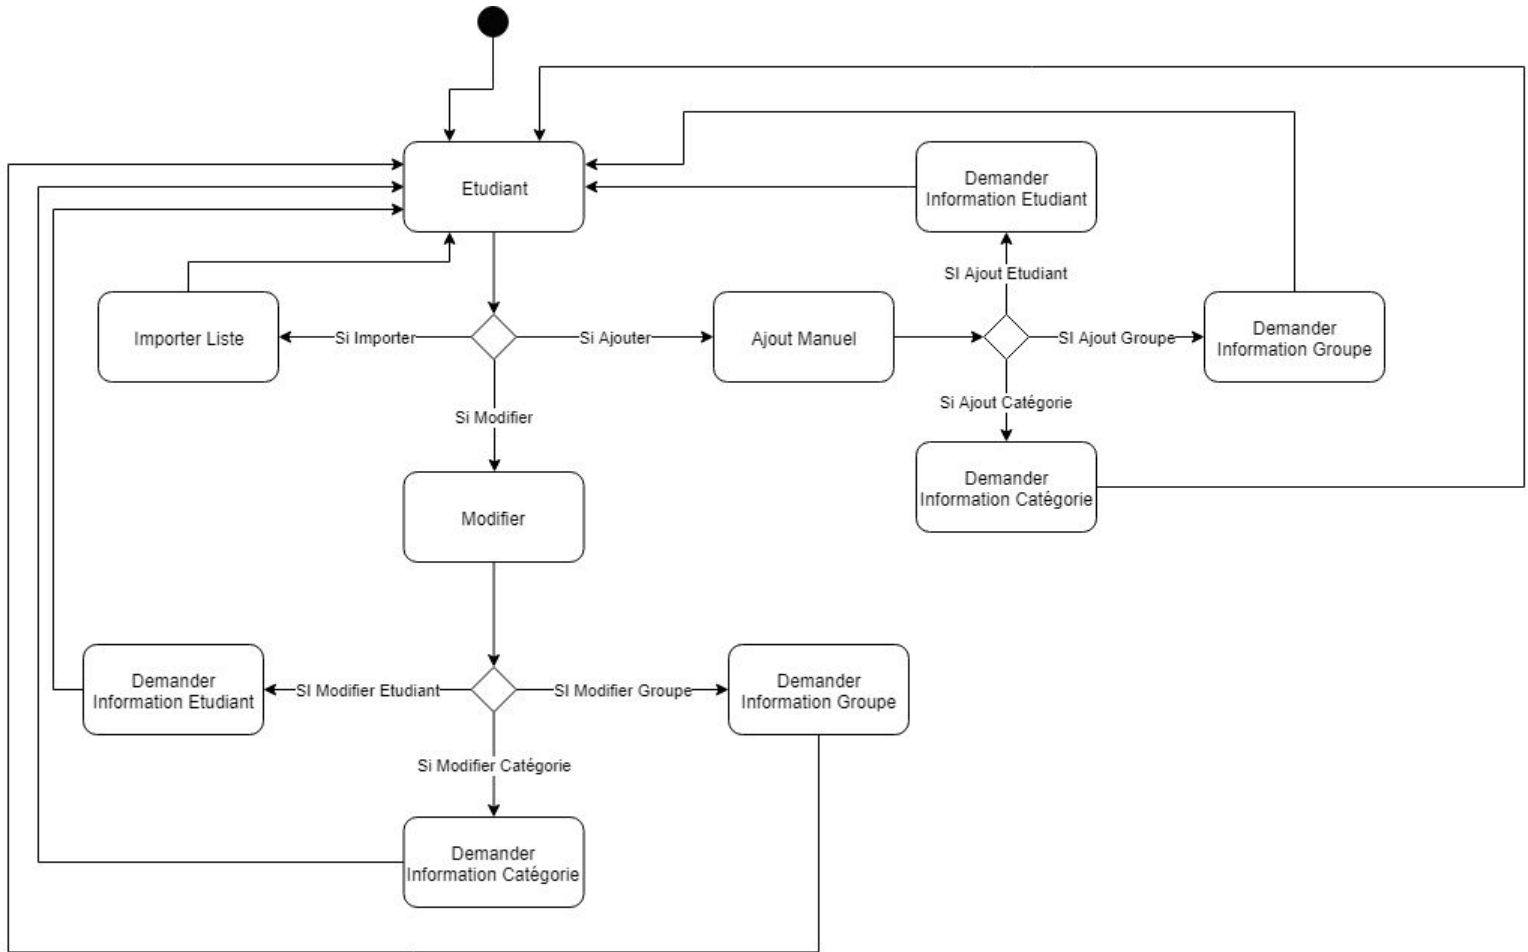 Etudiant
Demander
Information Etudiant
SI Ajout Etudiant
Importer Liste
Si Importer
Si Ajouter
Ajout Manuel
SI Ajout Groupe
Demander
Information Groupe
Si Modifier
Si Ajout Catégorie
Demander
Information Catégorie
Modifier
Demander
Information Etudiant
SI Modifier Etudiant
SI Modifier Groupe
Demander
Information Groupe
Si Modifier Catégorie
Demander
Information Catégorie